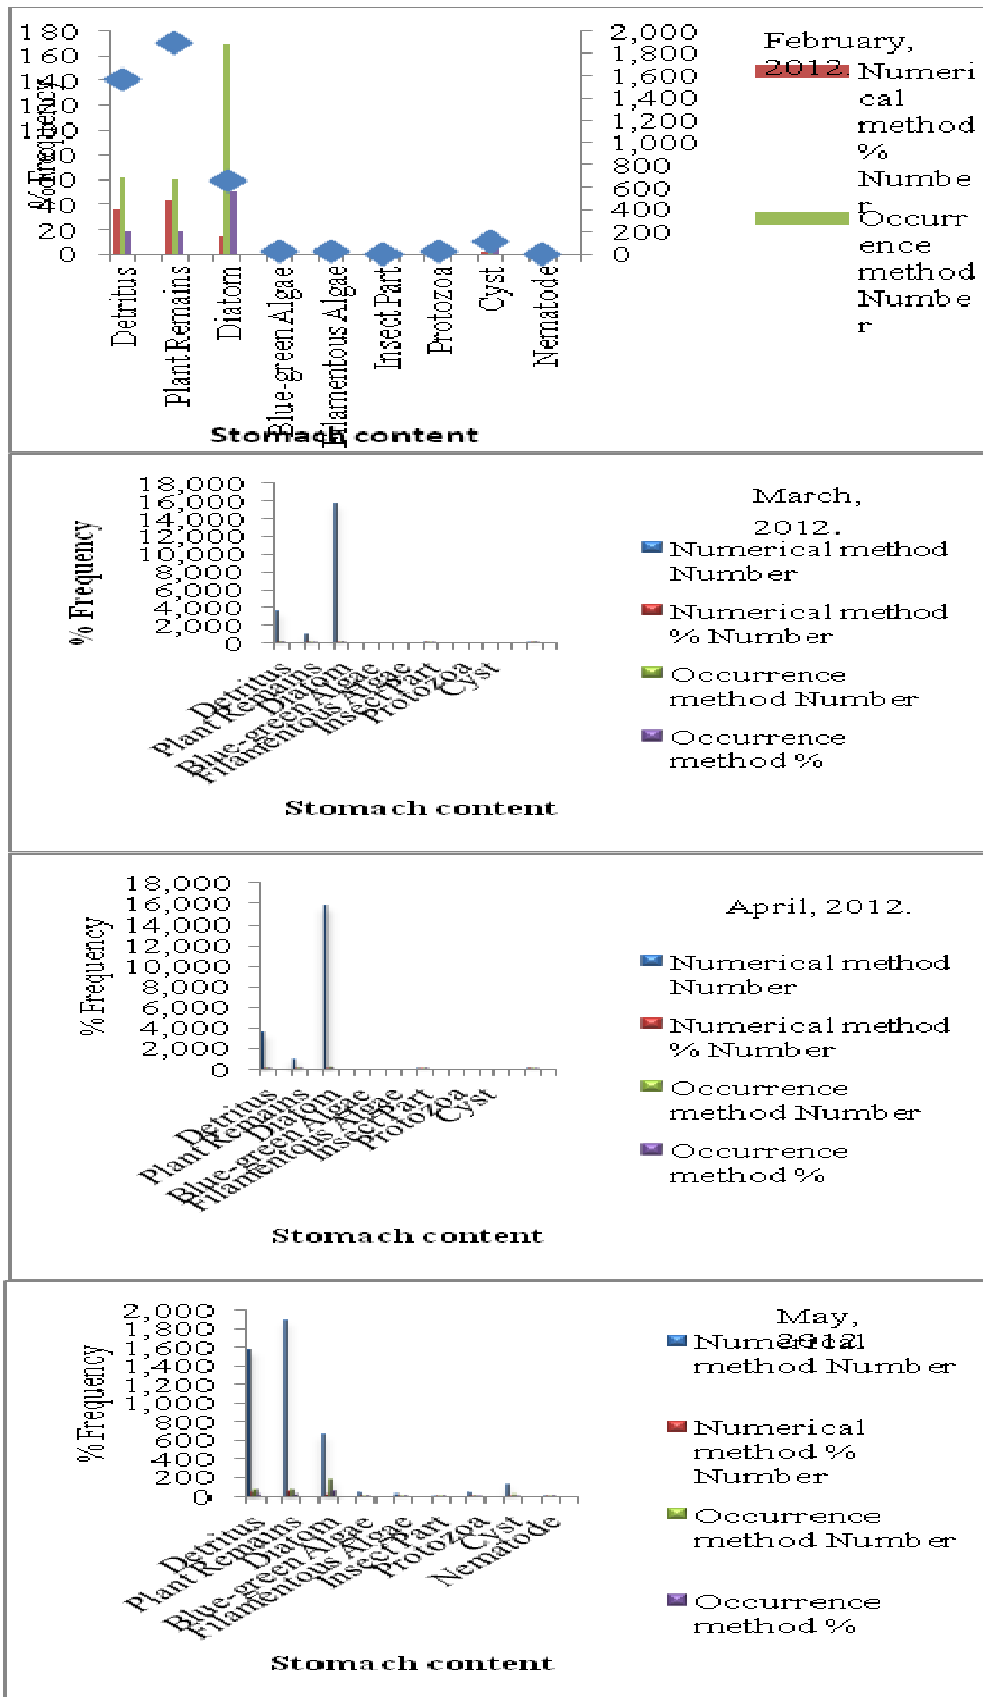 180
160
140
120
100
80
60
40
20
0
% Frequency
2,000
1,800
1,600
1,400
1,200
1,000
800
600
400
200
0
Detritus
Plant Remains
Diatom
Blue-green Algae
Filamentous Algae
Insect Part
Protozoa
Cyst
Nematode
Stomach content
February,
2012.
Numeri
cal
method
%
Numbe
r
Occurr
ence
method
Numbe
r
18,000
16,000
14,000
12,000
10,000
8,000
6,000
4,000
2,000
0
% Frequency
Detritus
Plant Remains
Diatom
Blue-green Algae
Filamentous Algae
Insect Part
Protozoa
Cyst
Stomach content
March,
2012.
Numerical method
Number
Numerical method
% Number
Occurrence
method Number
Occurrence
method %
18,000
16,000
14,000
12,000
10,000
8,000
6,000
4,000
2,000
0
% Frequency
Detritus
Plant Remains
Diatom
Blue-green Algae
Filamentous Algae
Insect Part
Protozoa
Cyst
Stomach content
April, 2012.
Numerical method
Number
Numerical method
% Number
Occurrence
method Number
Occurrence
method %
2,000
1,800
1,600
1,400
1,200
1,000
800
600
400
200
0
% Frequency
Detritus
Plant Remains
Diatom
Blue-green Algae
Filamentous Algae
Insect Part
Protozoa
Cyst
Nematode
Stomach content
May,
2012
Numerical
method Number
Numerical
method %
Number
Occurrence
method Number
Occurrence
method %